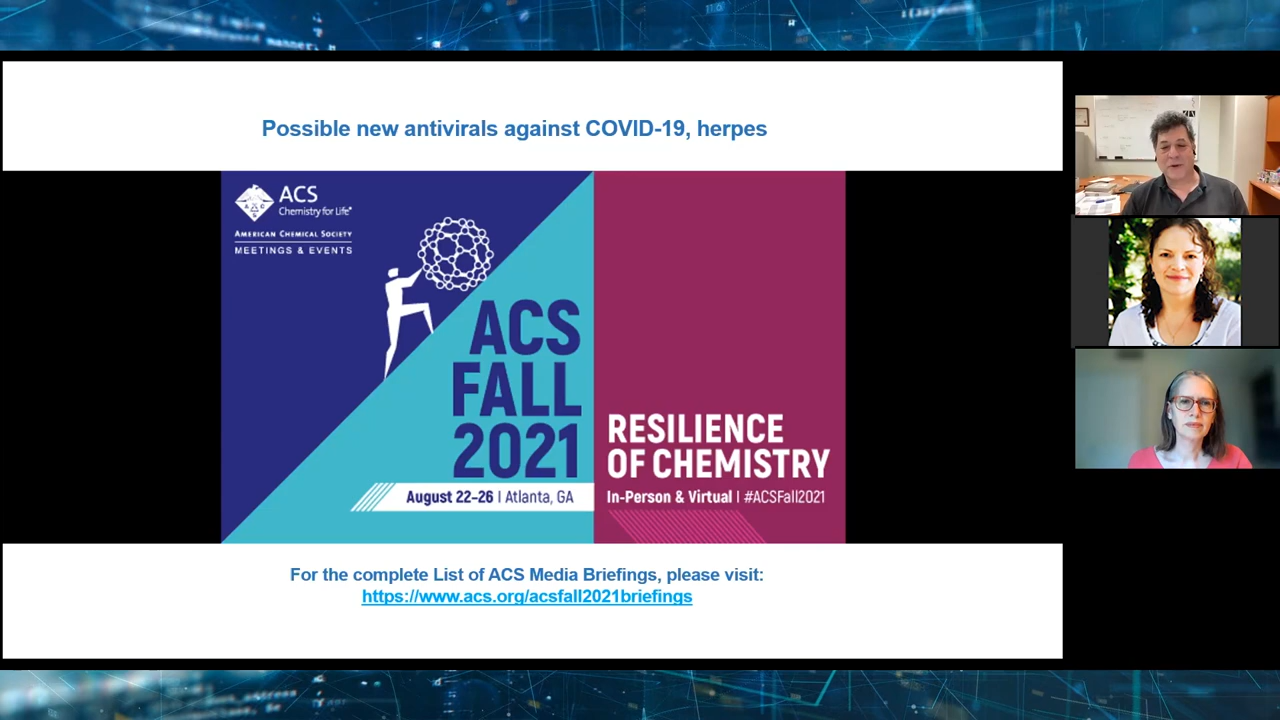 Possible new antivirals against COVID-19, herpes
ACS
Chemistry for Life®
AMERICAN CHEMICAL SOCIETY
MEETINGS & EVENTS
ACS
FALL
2021
August 22–26 | Atlanta, GA
RESILIENCE
OF CHEMISTRY
In-Person & Virtual | #ACSFall2021
For the complete List of ACS Media Briefings, please visit:
https://www.acs.org/acsfall2021briefings